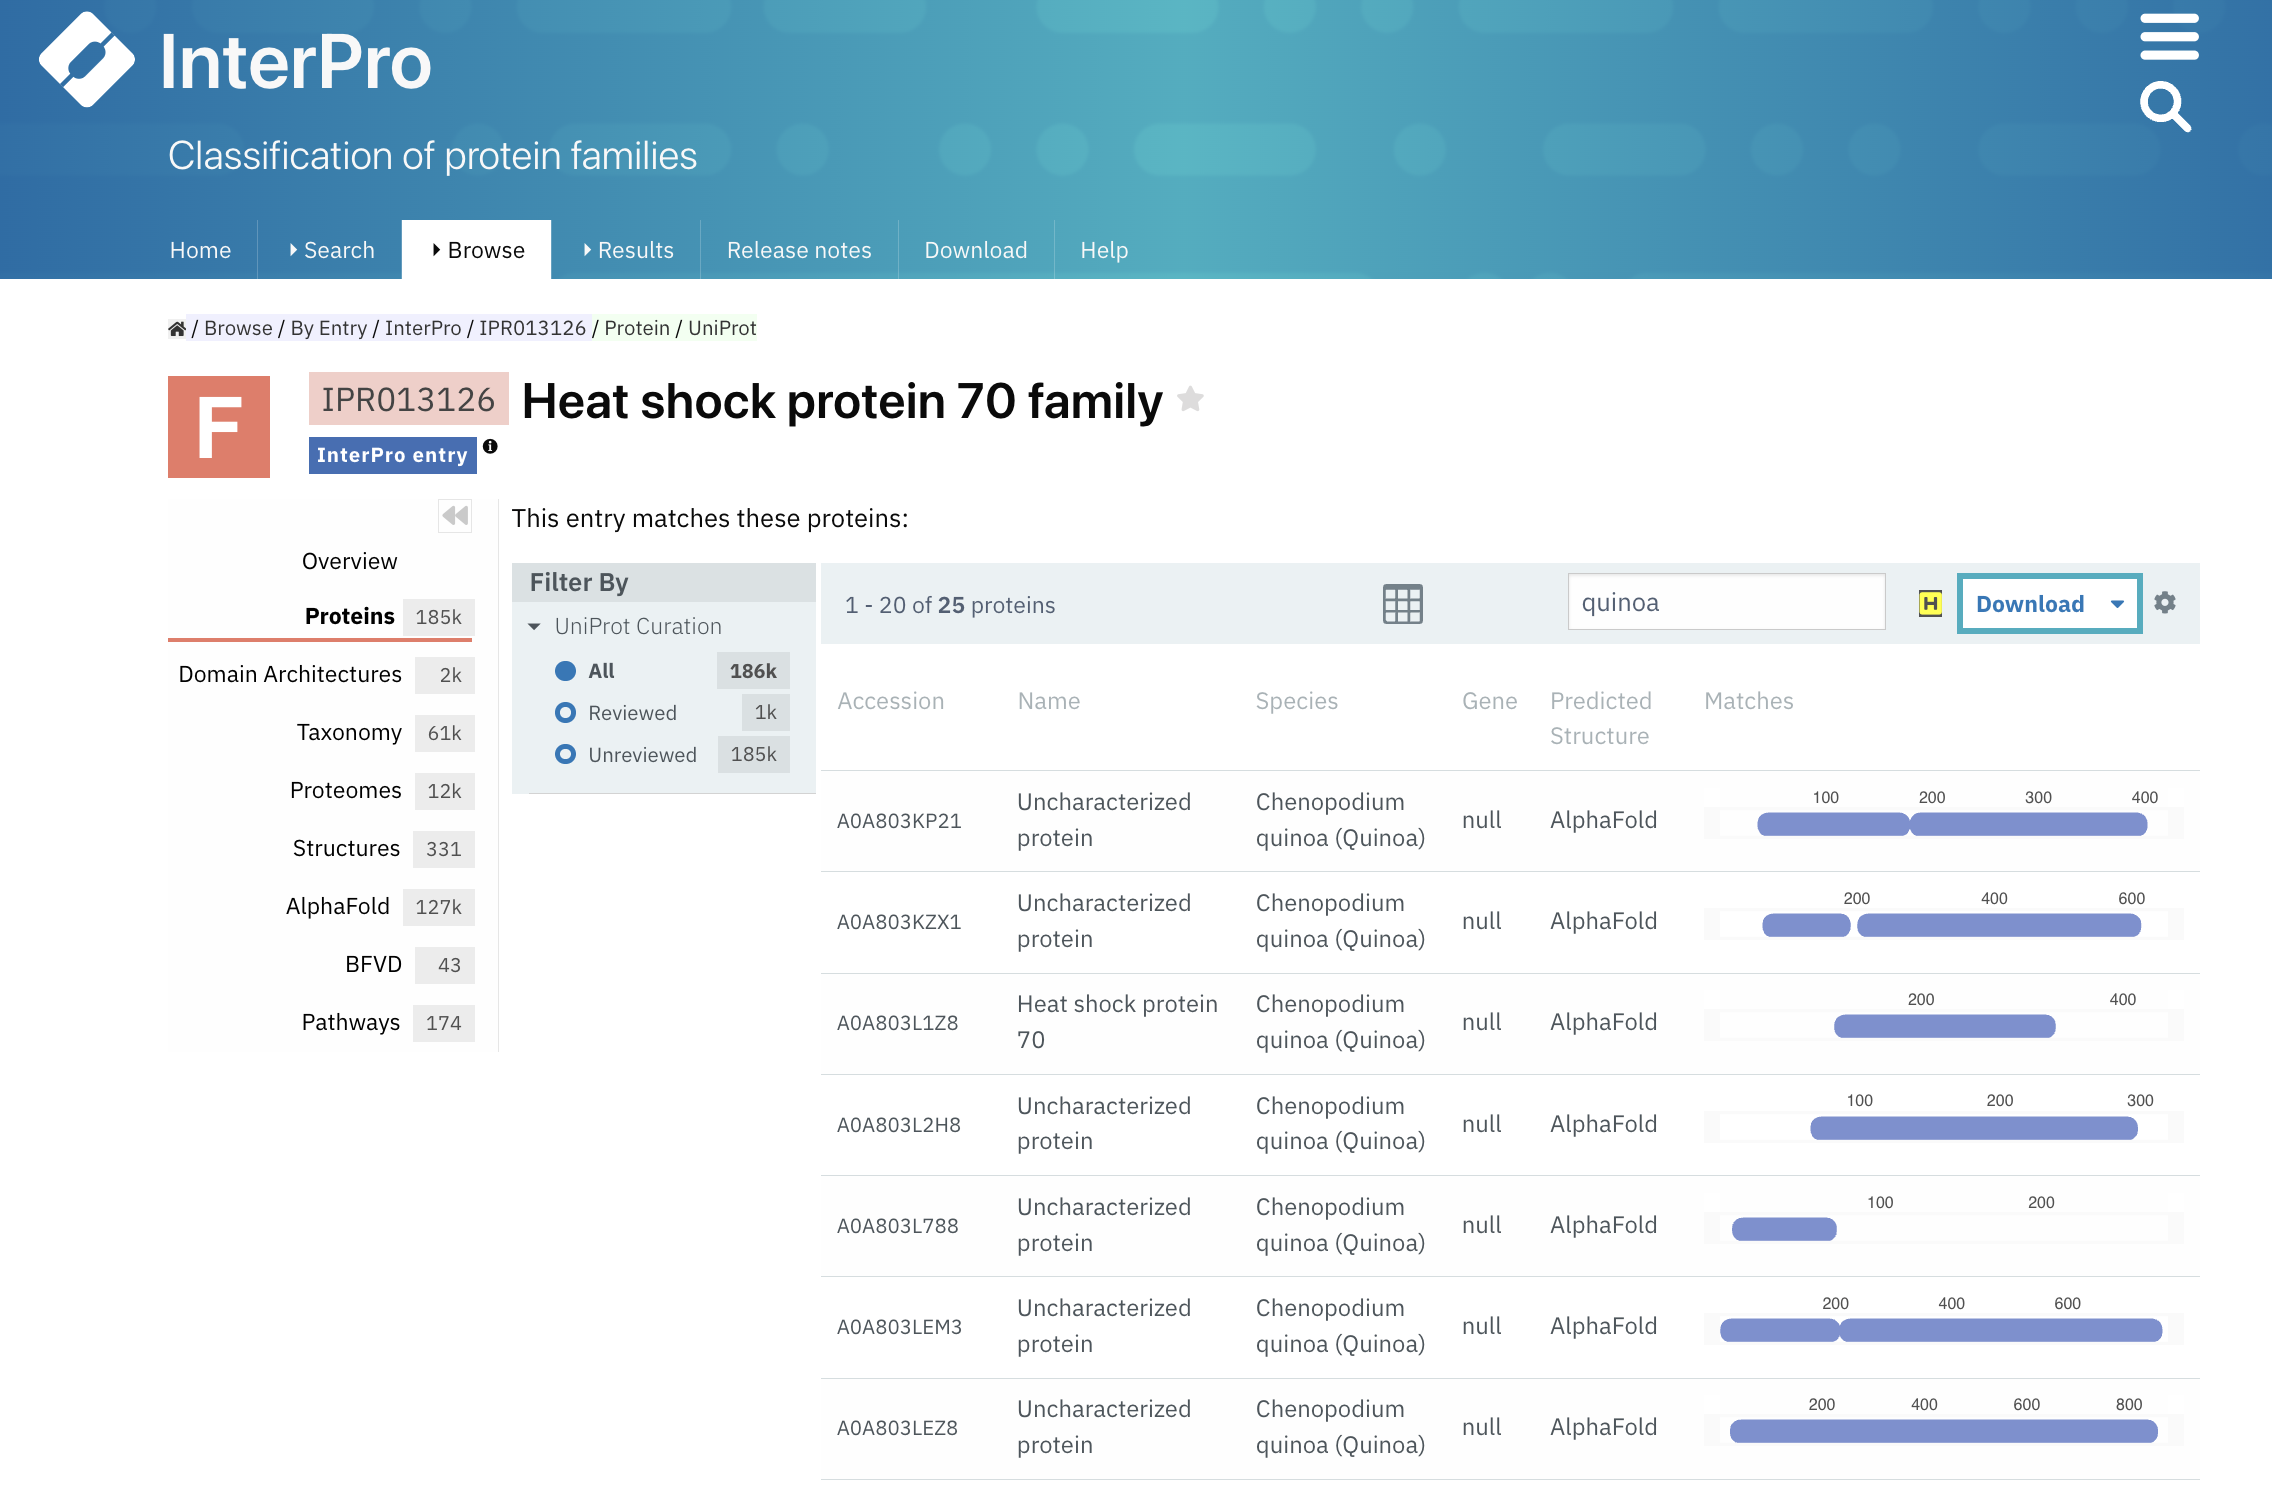 InterPro
Classification of protein families
Home Search Browse Results Release notes Download Help
/ Browse / By Entry / InterPro / IPR013126 / Protein / UniProt
F
IPR013126 Heat shock protein 70 family
InterPro entry
This entry matches these proteins:
Overview
Proteins 185k
Domain Architectures 2k
Taxonomy 61k
Proteomes 12k
Structures 331
AlphaFold 127k
BFVD 43
Pathways 174
Filter By
UniProt Curation
All 186k
Reviewed 1k
Unreviewed 185k
1 - 20 of 25 proteins
quinoa
H
Download
Accession Name Species Gene Predicted Structure Matches
A0A803KP21 Uncharacterized protein Chenopodium quinoa (Quinoa) null AlphaFold 100 200 300 400
A0A803KZX1 Uncharacterized protein Chenopodium quinoa (Quinoa) null AlphaFold 200 400 600
A0A803L1Z8 Heat shock protein 70 Chenopodium quinoa (Quinoa) null AlphaFold 200 400
A0A803L2H8 Uncharacterized protein Chenopodium quinoa (Quinoa) null AlphaFold 100 200 300
A0A803L788 Uncharacterized protein Chenopodium quinoa (Quinoa) null AlphaFold 100 200
A0A803LEM3 Uncharacterized protein Chenopodium quinoa (Quinoa) null AlphaFold 200 400 600
A0A803LEZ8 Uncharacterized protein Chenopodium quinoa (Quinoa) null AlphaFold 200 400 600 800